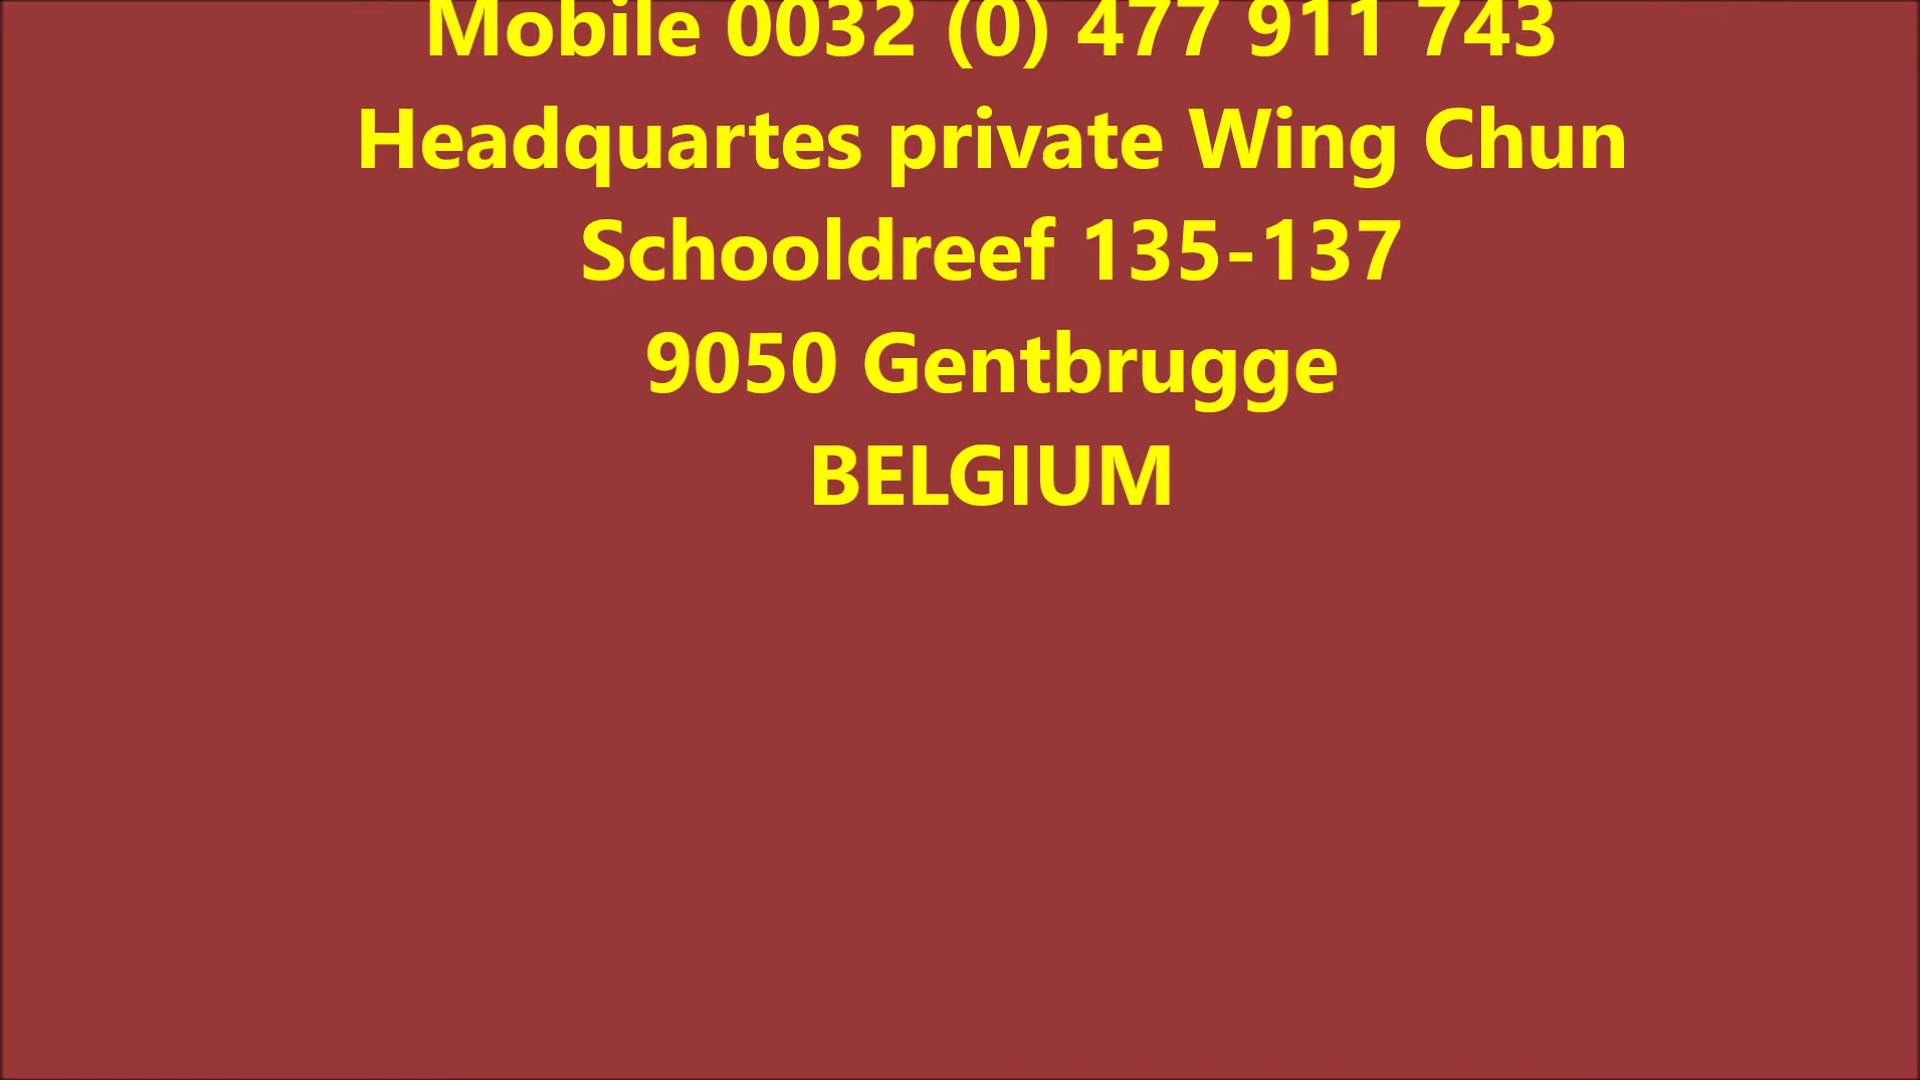 Mobile 0032 (0) 477 911 743
Headquartes private Wing Chun
Schooldreef 135-137
9050 Gentbrugge
BELGIUM